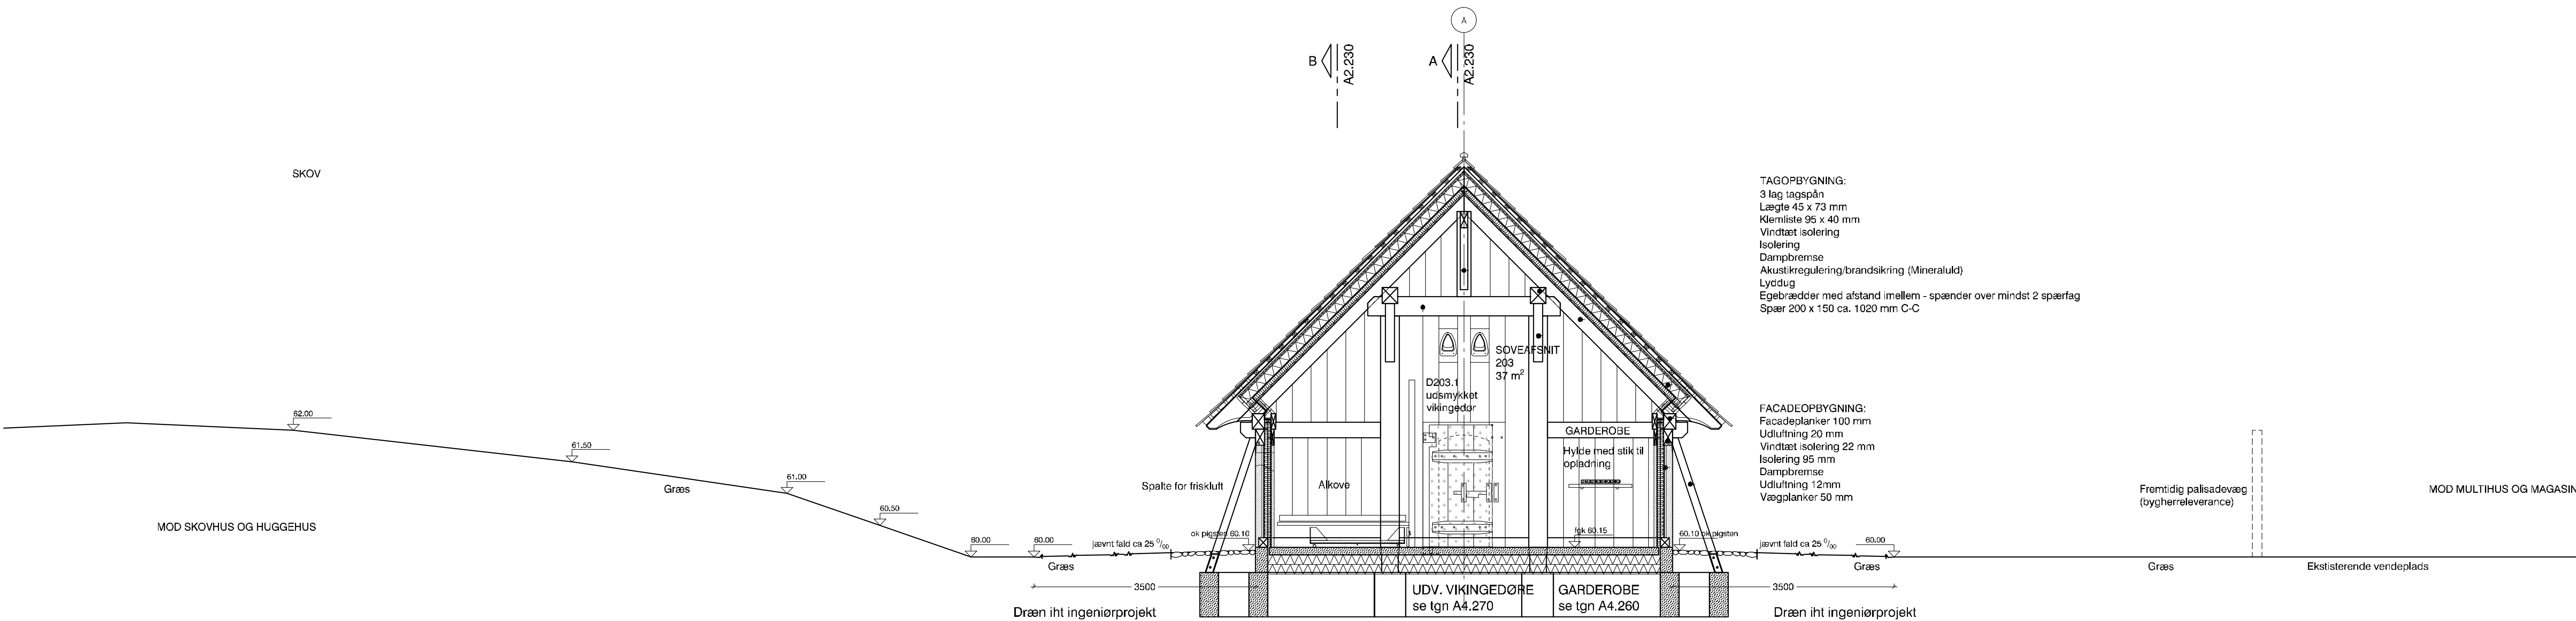 A
B
A2.230
A
A2.230
SKOV
TAGOPBYGNING:
3 lag tagspån
Lægte 45 x 73 mm
Klemliste 95 x 40 mm
Vindtæt isolering
Isolering
Dampbremse
Akustikregulering/brandsikring (Mineraluld)
Lyddug
Egebrædder med afstand imellem - spænder over mindst 2 spærfag
Spær 200 x 150 ca. 1020 mm C-C
SOVEAFSNIT
203
37 m²
D203.1
udsmykket
vikingedør
62.00
61.50
61.00
60.50
60.00
60.00
Græs
MOD SKOVHUS OG HUGGEHUS
Spalte for friskluft
Alkove
GARDEROBE
Hylde med stik til
opladning
FACADEOPBYGNING:
Facadeplanker 100 mm
Udluftning 20 mm
Vindtæt isolering 22 mm
Isolering 95 mm
Dampbremse
Udluftning 12mm
Vægplanker 50 mm
Fremtidig palisadevæg
(bygherreleverance)
MOD MULTIHUS OG MAGASIN
jævnt fald ca 25 0/00
ok pigsten 60.10
fgk 60.15
60.10 ok pigsten
jævnt fald ca 25 0/00
60.00
Græs
Græs
Græs
Ekstisterende vendeplads
3500
3500
UDV. VIKINGEDØRE
se tgn A4.270
GARDEROBE
se tgn A4.260
Dræn iht ingeniørprojekt
Dræn iht ingeniørprojekt